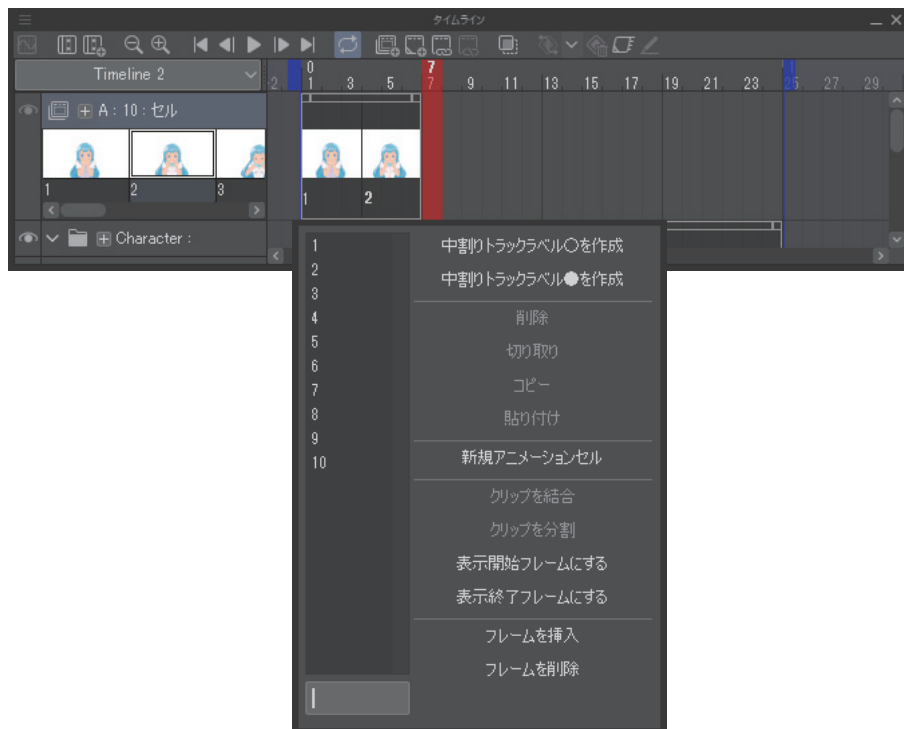 タイムライン
Timeline 2
-2 0 7 1
1 3 5 7 9 11 13 15 17 19 21 23 25 27 29
A : 10 : セル
1 2 3
1 2
Character :
1
2
3
4
5
6
7
8
9
10
中割りトラックラベル○を作成
中割りトラックラベル●を作成
削除
切り取り
コピー
貼り付け
新規アニメーションセル
クリップを結合
クリップを分割
表示開始フレームにする
表示終了フレームにする
フレームを挿入
フレームを削除